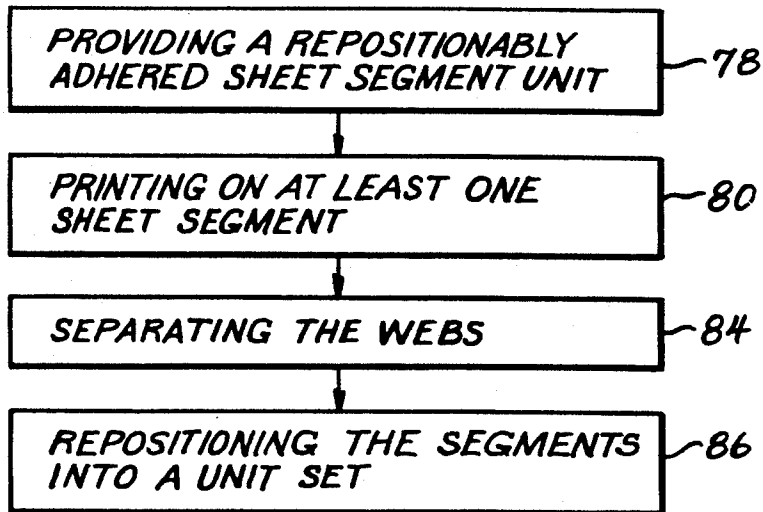 PROVIDING A REPOSITIONABLY
ADHERED SHEET SEGMENT UNIT
78
PRINTING ON AT LEAST ONE
SHEET SEGMENT
80
SEPARATING THE WEBS
84
REPOSITIONING THE SEGMENTS
INTO A UNIT SET
86